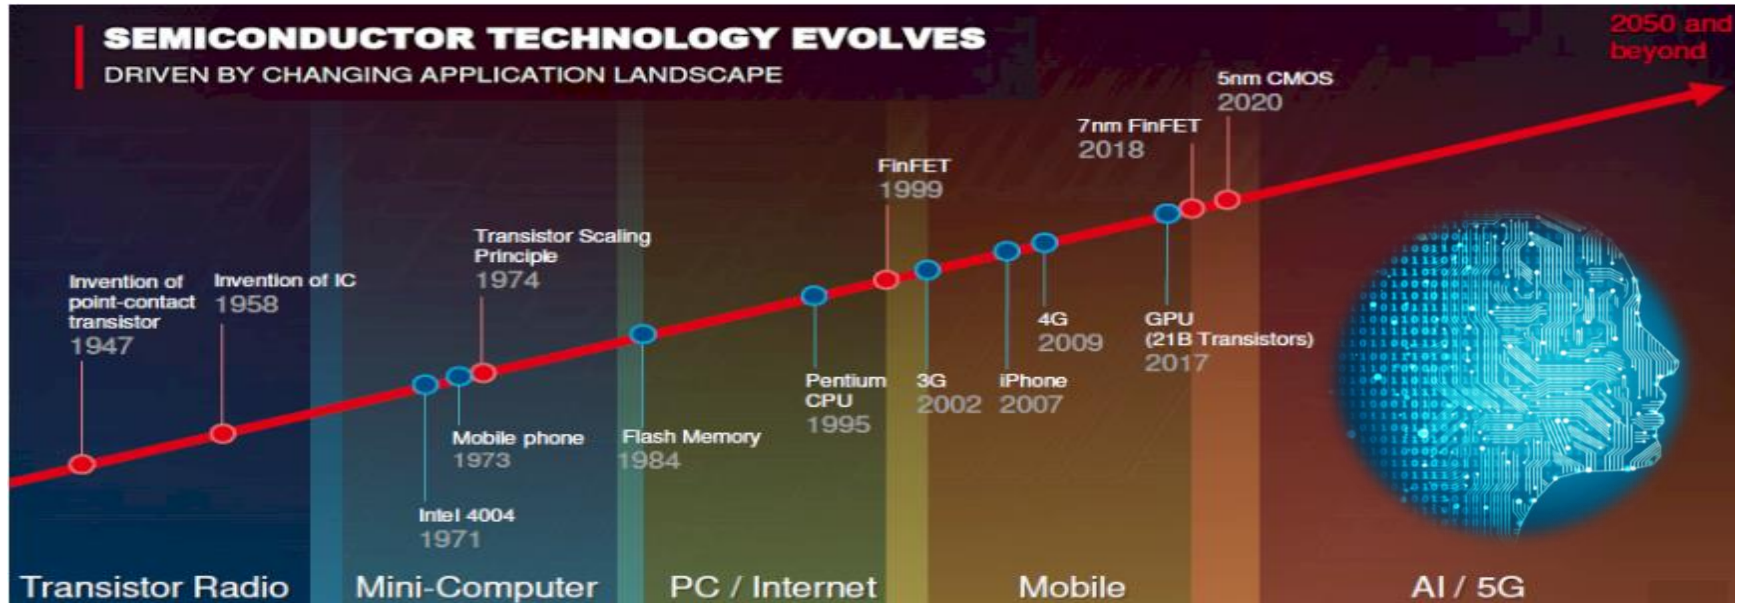 SEMICONDUCTOR TECHNOLOGY EVOLVES
DRIVEN BY CHANGING APPLICATION LANDSCAPE
2050 and
beyond
5nm CMOS
2020
7nm FinFET
2018
FinFET
1999
Transistor Scaling
Principle
1974
Invention of IC
1958
Invention of
point-contact
transistor
1947
Intel 4004
1971
Mobile phone
1973
Flash Memory
1984
Pentium
CPU
1995
3G
2002
iPhone
2007
4G
2009
GPU
(21B Transistors)
2017
Transistor Radio
Mini-Computer
PC / Internet
Mobile
AI / 5G